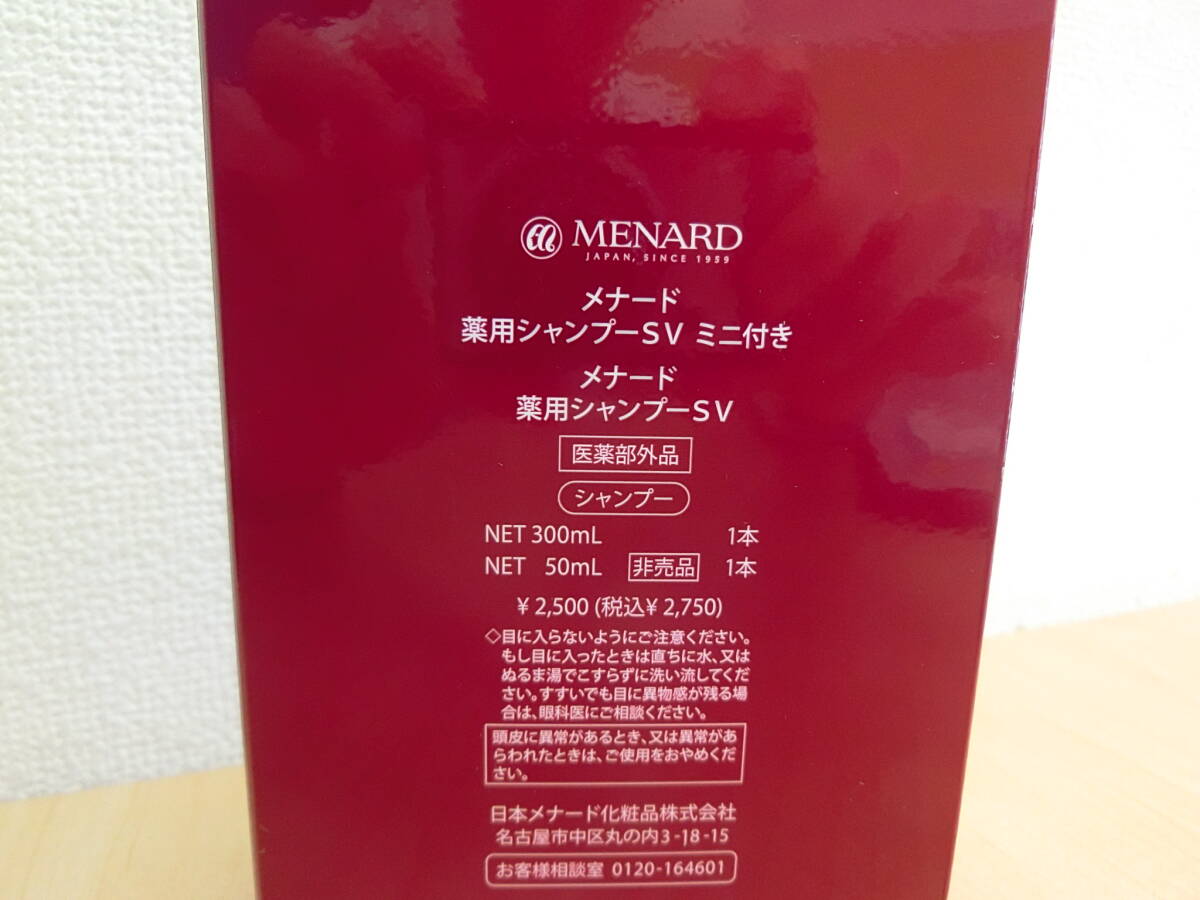 MENARD
JAPAN, SINCE 1959
メナード
薬用シャンプーSV ミニ付き
メナード
薬用シャンプーSV
医薬部外品
シャンプー
NET 300mL 1本
NET 50mL 非売品 1本
¥ 2,500 (税込¥ 2,750)
◇目に入らないようにご注意ください。
もし目に入ったときは直ちに水、又は
ぬるま湯でこすらずに洗い流してくだ
さい。すすいでも目に異物感が残る場
合は、眼科医にご相談ください。
頭皮に異常があるとき、又は異常があ
らわれたときは、ご使用をおやめくだ
さい。
日本メナード化粧品株式会社
名古屋市中区丸の内3-18-15
お客様相談室 0120-164601